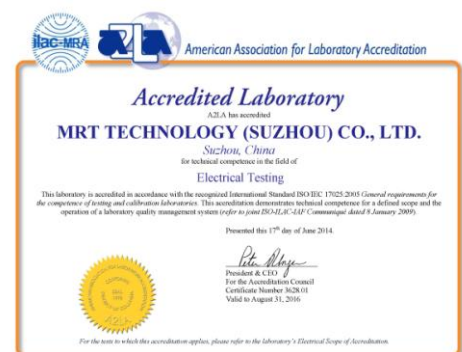 ilac-MRA
A2LA
American Association for Laboratory Accreditation
Accredited Laboratory
A2LA has accredited
MRT TECHNOLOGY (SUZHOU) CO., LTD.
Suzhou, China
for technical competence in the field of
Electrical Testing
This laboratory is accredited in accordance with the recognized International Standard ISO/IEC 17025:2005 General requirements for
the competence of testing and calibration laboratories. This accreditation demonstrates technical competence for a defined scope and the
operation of a laboratory quality management system (refer to joint ISO-ILAC-IAF Communiqué dated 8 January 2009).
Presented this 17th day of June 2014.
President & CEO
For the Accreditation Council
Certificate Number 3628.01
Valid to August 31, 2016
A2LA
For the tests to which this accreditation applies, please refer to the laboratory's Electrical Scope of Accreditation.